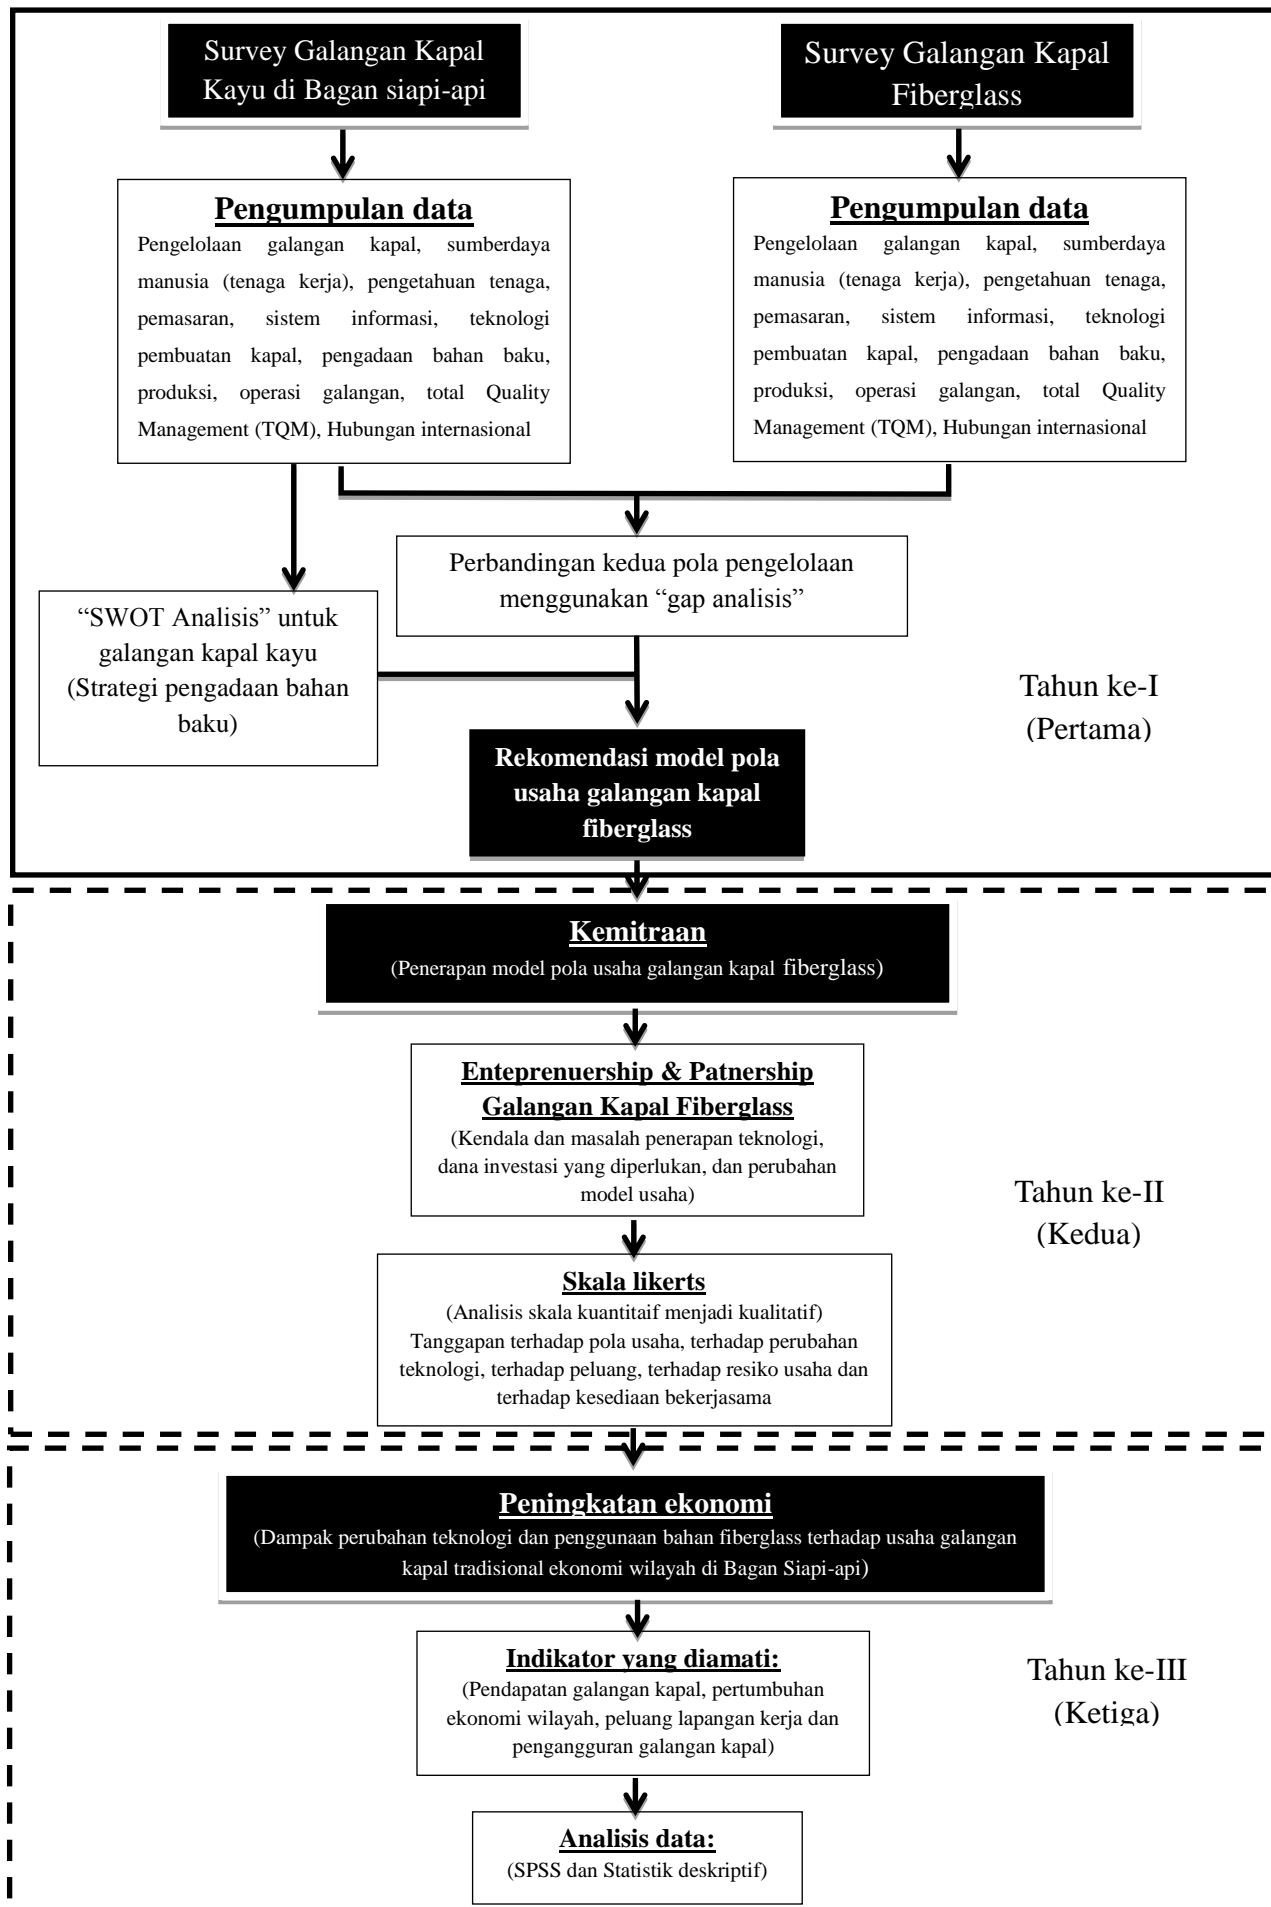 Survey Galangan Kapal
Kayu di Bagan siapi-api
Survey Galangan Kapal
Fiberglass
Pengumpulan data
Pengelolaan galangan kapal, sumberdaya
manusia (tenaga kerja), pengetahuan tenaga,
pemasaran, sistem informasi, teknologi
pembuatan kapal, pengadaan bahan baku,
produksi, operasi galangan, total Quality
Management (TQM), Hubungan internasional
Pengumpulan data
Pengelolaan galangan kapal, sumberdaya
manusia (tenaga kerja), pengetahuan tenaga,
pemasaran, sistem informasi, teknologi
pembuatan kapal, pengadaan bahan baku,
produksi, operasi galangan, total Quality
Management (TQM), Hubungan internasional
Perbandingan kedua pola pengelolaan
menggunakan “gap analisis”
“SWOT Analisis” untuk
galangan kapal kayu
(Strategi pengadaan bahan
baku)
Tahun ke-I
(Pertama)
Rekomendasi model pola
usaha galangan kapal
fiberglass
Kemitraan
(Penerapan model pola usaha galangan kapal fiberglass)
Enteprenuership & Patnership
Galangan Kapal Fiberglass
(Kendala dan masalah penerapan teknologi,
dana investasi yang diperlukan, dan perubahan
model usaha)
Tahun ke-II
(Kedua)
Skala likerts
(Analisis skala kuantitaif menjadi kualitatif)
Tanggapan terhadap pola usaha, terhadap perubahan
teknologi, terhadap peluang, terhadap resiko usaha dan
terhadap kesediaan bekerjasama
Peningkatan ekonomi
(Dampak perubahan teknologi dan penggunaan bahan fiberglass terhadap usaha galangan
kapal tradisional ekonomi wilayah di Bagan Siapi-api)
Indikator yang diamati:
(Pendapatan galangan kapal, pertumbuhan
ekonomi wilayah, peluang lapangan kerja dan
pengangguran galangan kapal)
Tahun ke-III
(Ketiga)
Analisis data:
(SPSS dan Statistik deskriptif)